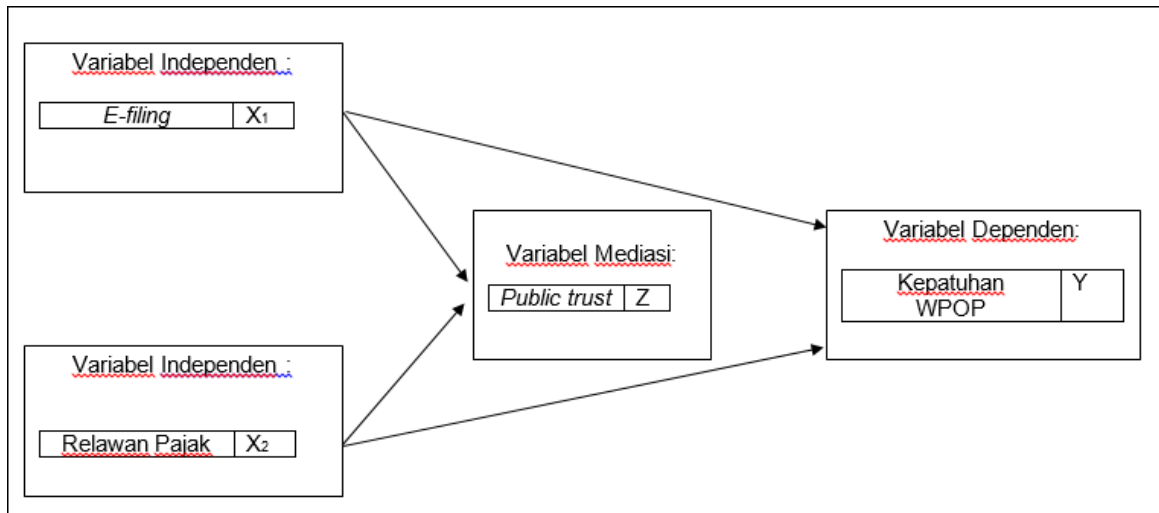 Variabel Independen :
E-filing X₁
Variabel Mediasi:
Public trust Z
Variabel Dependen:
Kepatuhan WPOP Y
Variabel Independen :
Relawan Pajak X₂